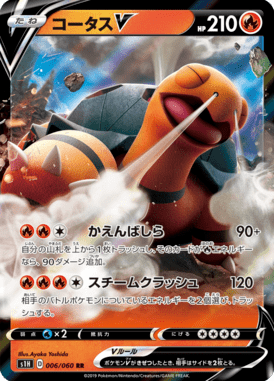 たね
コータスV
HP 210
かえんばしら 90+
自分の山札を上から1枚トラッシュし、そのカードがエネルギー
なら、90ダメージ追加。
スチームクラッシュ 120
相手のバトルポケモンについているエネルギーを2個選び、トラッ
シュする。
弱点 ×2 抵抗力 にげる
Illus. Ayaka Yoshida
s1H 006/060 RR
Vルール
ポケモンVがきぜつしたとき、相手はサイドを2枚とる。
©2019 Pokémon/Nintendo/Creatures/GAME FREAK.